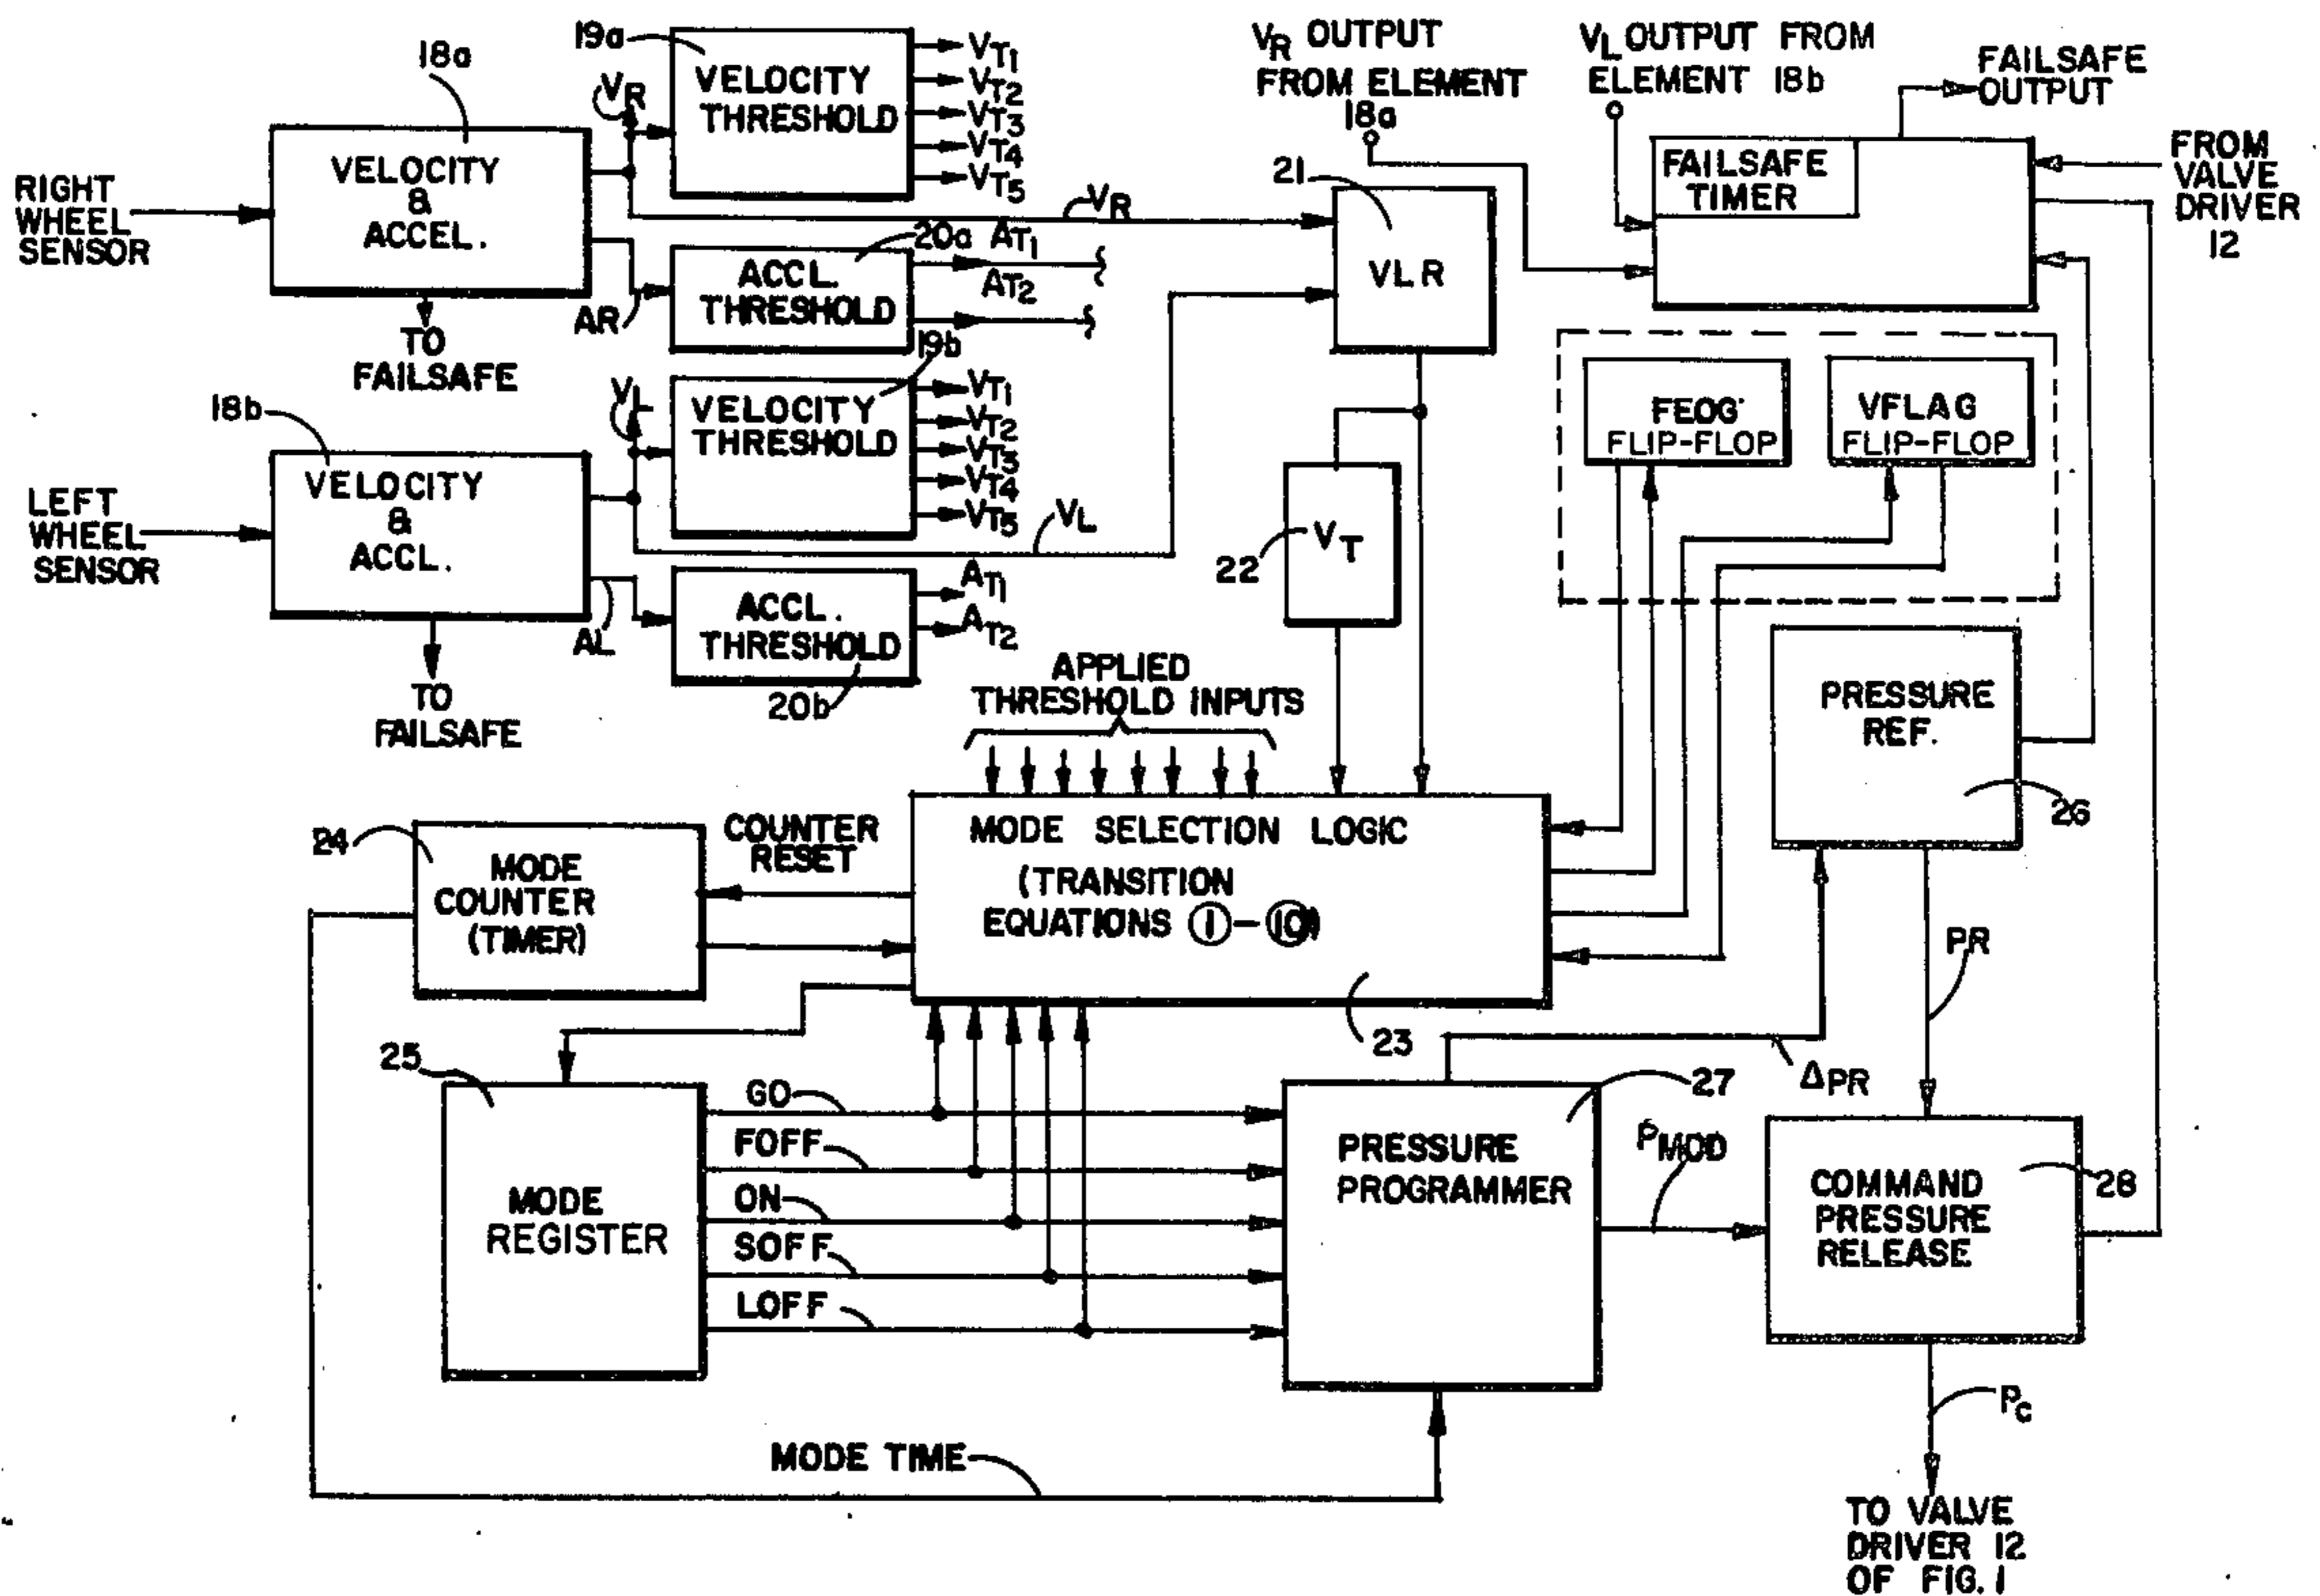 18a
19a
VR
VELOCITY
THRESHOLD
VT1
VT2
VT3
VT4
VT5
VR OUTPUT
FROM ELEMENT
18a
VL OUTPUT FROM
ELEMENT 18b
FAILSAFE
OUTPUT
RIGHT
WHEEL
SENSOR
VELOCITY
&
ACCEL.
VR
21
VLR
FAILSAFE
TIMER
FROM
VALVE
DRIVER
12
AR
20a
ACCL.
THRESHOLD
AT1
AT2
TO
FAILSAFE
18b
VL
19b
VELOCITY
THRESHOLD
VT1
VT2
VT3
VT4
VT5
FEOG
FLIP-FLOP
VFLAG
FLIP-FLOP
LEFT
WHEEL
SENSOR
VELOCITY
&
ACCL.
VL
22
VT
AL
ACCL.
THRESHOLD
20b
AT1
AT2
TO
FAILSAFE
APPLIED
THRESHOLD INPUTS
PRESSURE
REF.
26
24
MODE
COUNTER
(TIMER)
COUNTER
RESET
MODE SELECTION LOGIC
(TRANSITION
EQUATIONS ①-⑩)
23
PR
25
MODE
REGISTER
GO
FOFF
ON
SOFF
LOFF
27
PRESSURE
PROGRAMMER
ΔPR
PMOD
COMMAND
PRESSURE
RELEASE
28
MODE TIME
PC
TO VALVE
DRIVER 12
OF FIG. 1